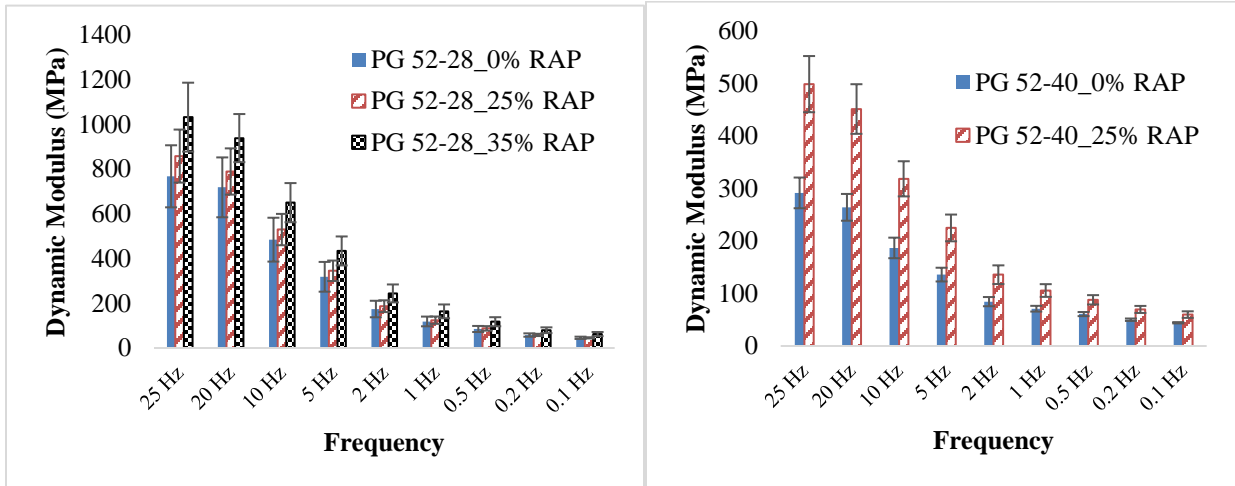 Dynamic Modulus (MPa)
1400
1200
1000
800
600
400
200
0
PG 52-28_0% RAP
PG 52-28_25% RAP
PG 52-28_35% RAP
25 Hz
20 Hz
10 Hz
5 Hz
2 Hz
1 Hz
0.5 Hz
0.2 Hz
0.1 Hz
Frequency
Dynamic Modulus (MPa)
600
500
400
300
200
100
0
PG 52-40_0% RAP
PG 52-40_25% RAP
25 Hz
20 Hz
10 Hz
5 Hz
2 Hz
1 Hz
0.5 Hz
0.2 Hz
0.1 Hz
Frequency